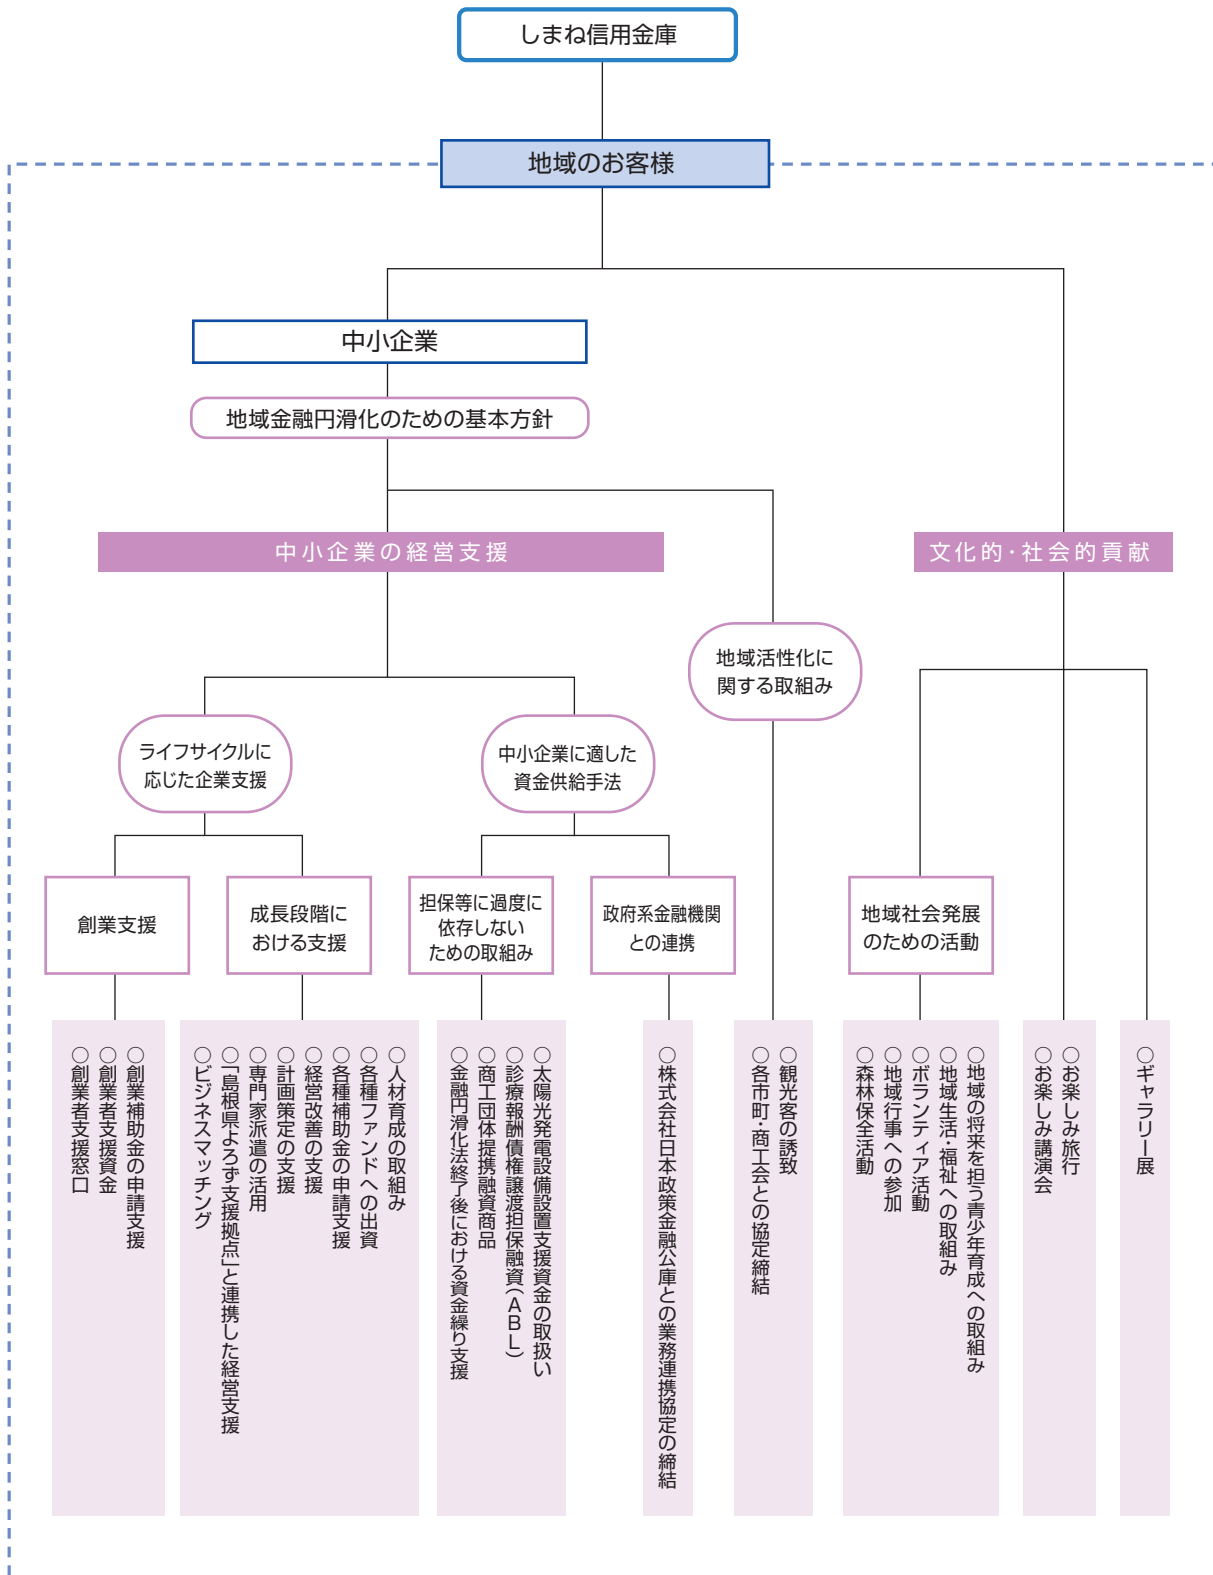 しまね信用金庫
地域のお客様
中小企業
地域金融円滑化のための基本方針
中小企業の経営支援
文化的・社会的貢献
地域活性化に
関する取組み
ライフサイクルに
応じた企業支援
中小企業に適した
資金供給手法
創業支援
成長段階に
おける支援
担保等に過度に
依存しない
ための取組み
政府系金融機関
との連携
地域社会発展
のための活動
○創業補助金の申請支援
○創業者支援資金
○創業者支援窓口
○人材育成の取組み
○各種ファンドへの出資
○各種補助金の申請支援
○経営改善の支援
○計画策定の支援
○専門家派遣の活用
○「島根県よろず支援拠点」と連携した経営支援
○ビジネスマッチング
○太陽光発電設備設置支援資金の取扱い
○診療報酬債権譲渡担保融資(ABL)
○商工団体提携融資商品
○金融円滑化法終了後における資金繰り支援
○株式会社日本政策金融公庫との業務連携協定の締結
○観光客の誘致
○各市町・商工会との協定締結
○地域の将来を担う青少年育成への取組み
○地域生活・福祉への取組み
○ボランティア活動
○地域行事への参加
○森林保全活動
○お楽しみ旅行
○お楽しみ講演会
○ギャラリー展